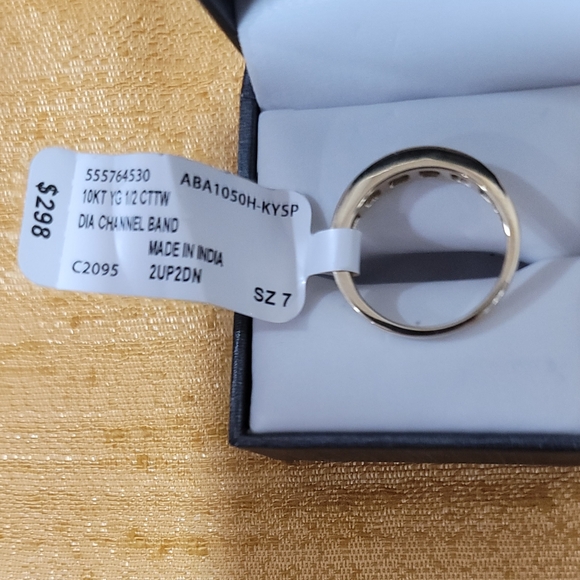 $298
555764530
ABA1050H-KYSP
10KT YG 1/2 CTTW
DIA CHANNEL BAND
MADE IN INDIA
C2095
2UP2DN
SZ 7